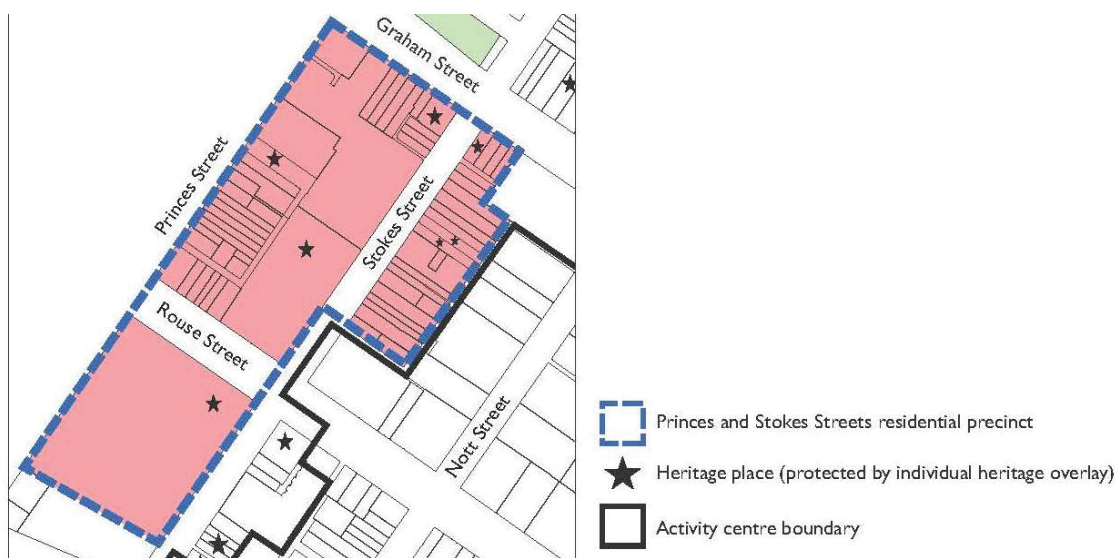 Graham Street
Princes Street
Stokes Street
Rouse Street
Nott Street
Princes and Stokes Streets residential precinct
Heritage place (protected by individual heritage overlay)
Activity centre boundary